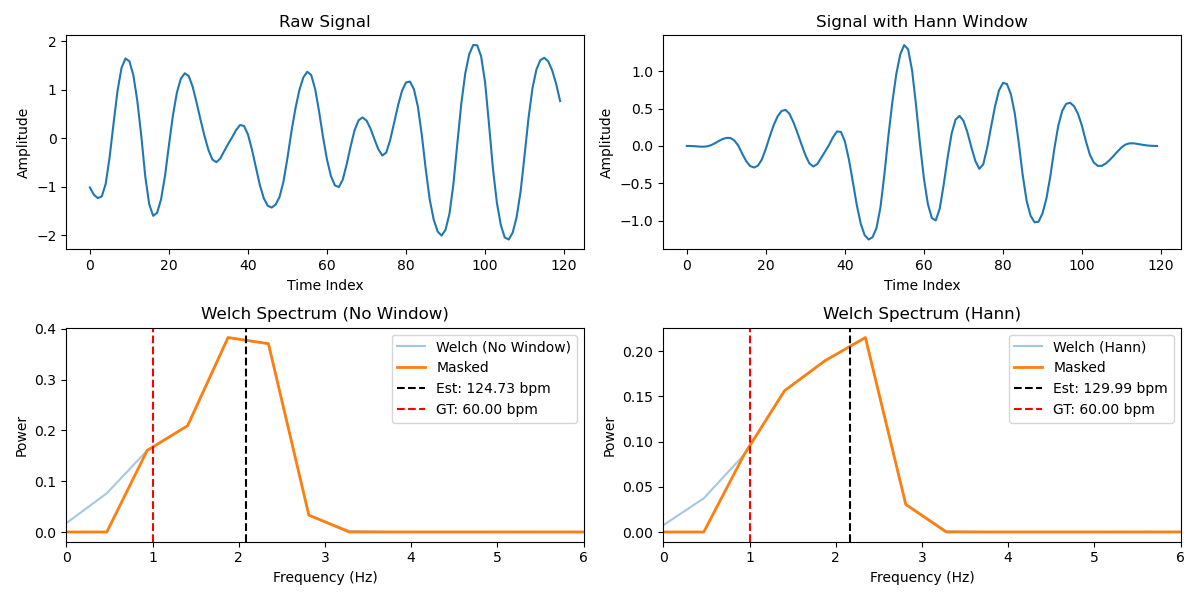 Raw Signal
Amplitude
2
1
0
−1
−2
0 20 40 60 80 100 120
Time Index
Signal with Hann Window
Amplitude
1.0
0.5
0.0
−0.5
−1.0
0 20 40 60 80 100 120
Time Index
Welch Spectrum (No Window)
Power
0.4
0.3
0.2
0.1
0.0
Welch (No Window)
Masked
Est: 124.73 bpm
GT: 60.00 bpm
0 1 2 3 4 5 6
Frequency (Hz)
Welch Spectrum (Hann)
Power
0.20
0.15
0.10
0.05
0.00
Welch (Hann)
Masked
Est: 129.99 bpm
GT: 60.00 bpm
0 1 2 3 4 5 6
Frequency (Hz)